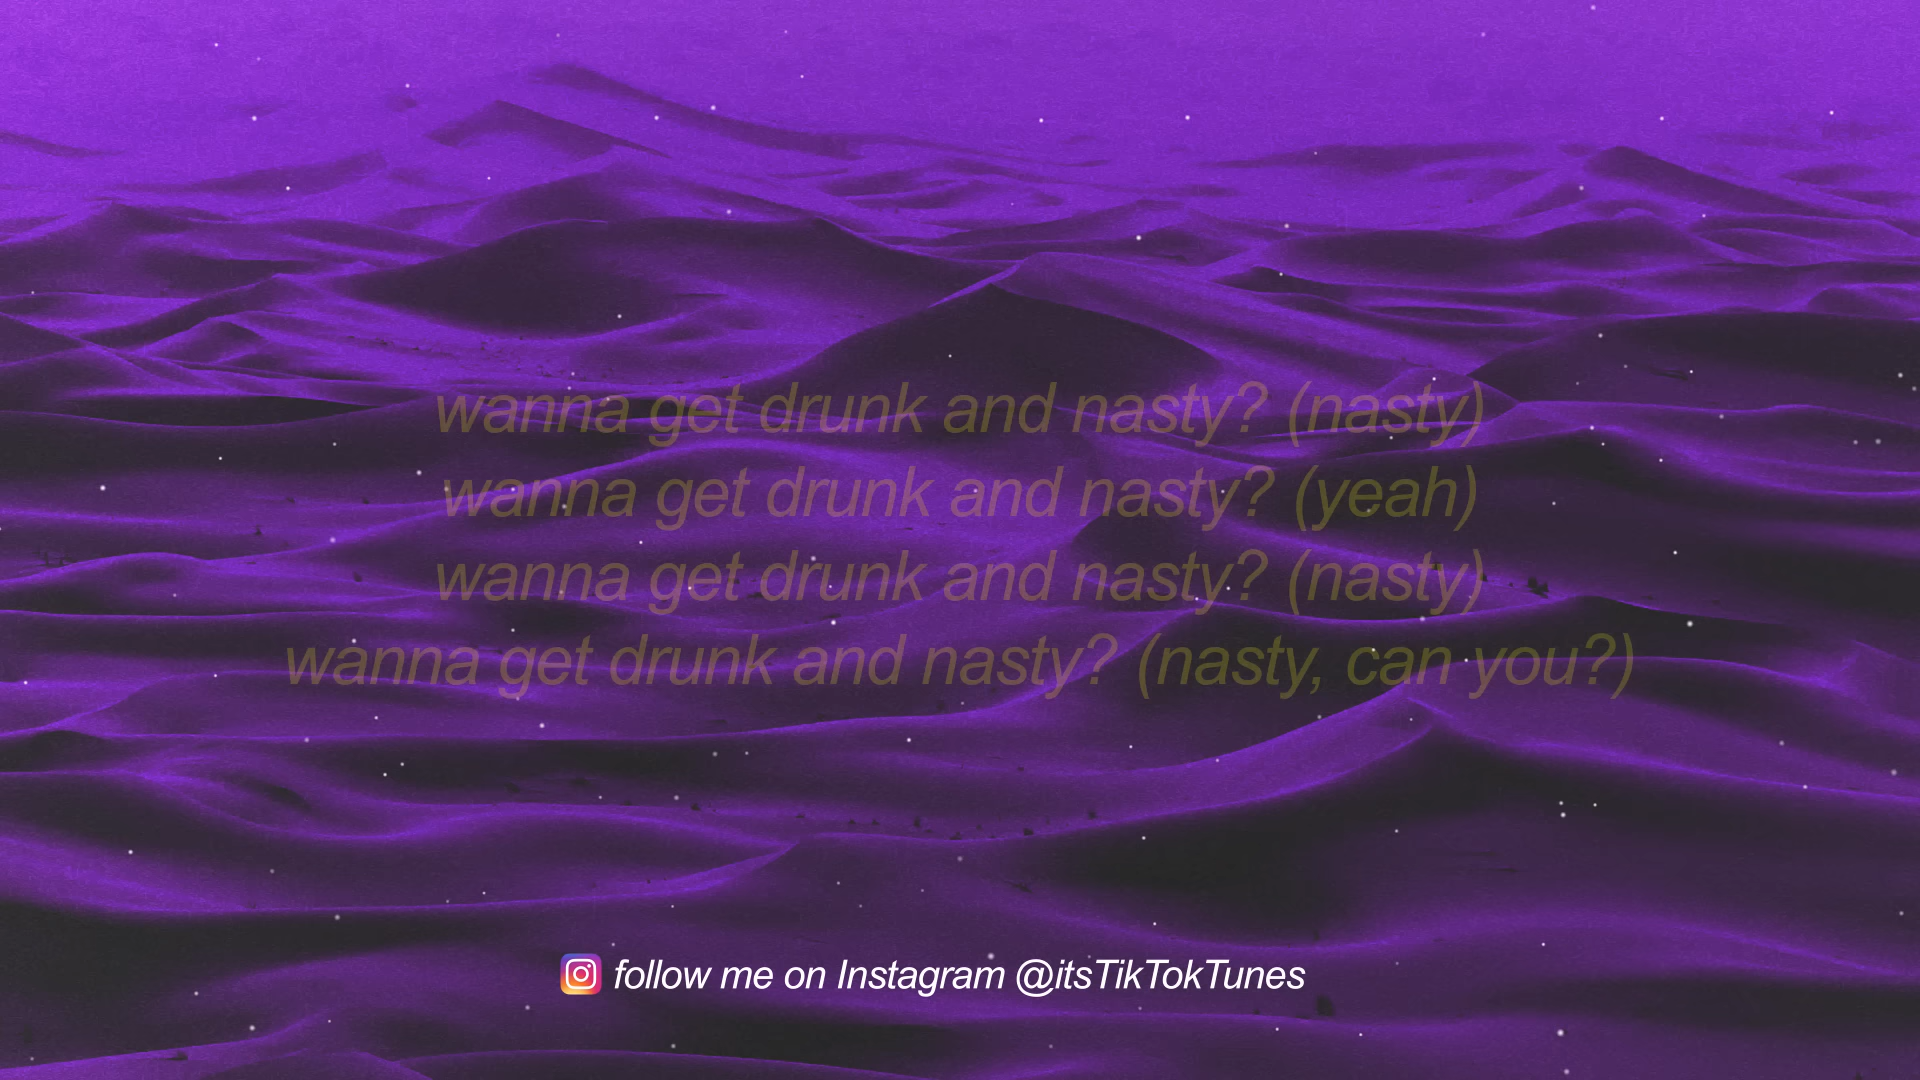 wanna get drunk and nasty? (nasty)
wanna get drunk and nasty? (yeah)
wanna get drunk and nasty? (nasty)
wanna get drunk and nasty? (nasty, can you?)
follow me on Instagram @itsTikTokTunes